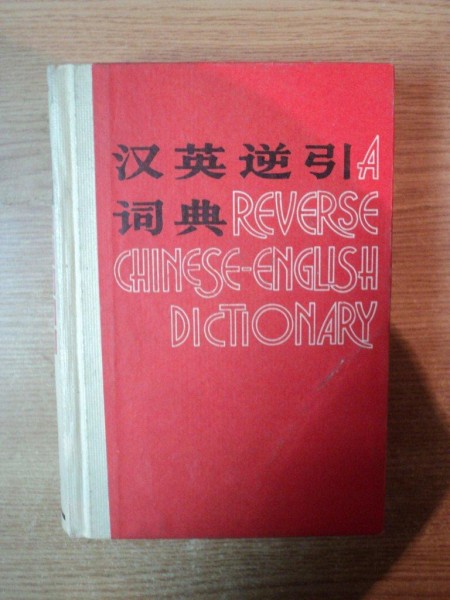 汉英逆引A
词典REVERSE
CHINESE-ENGLISH
DICTIONARY